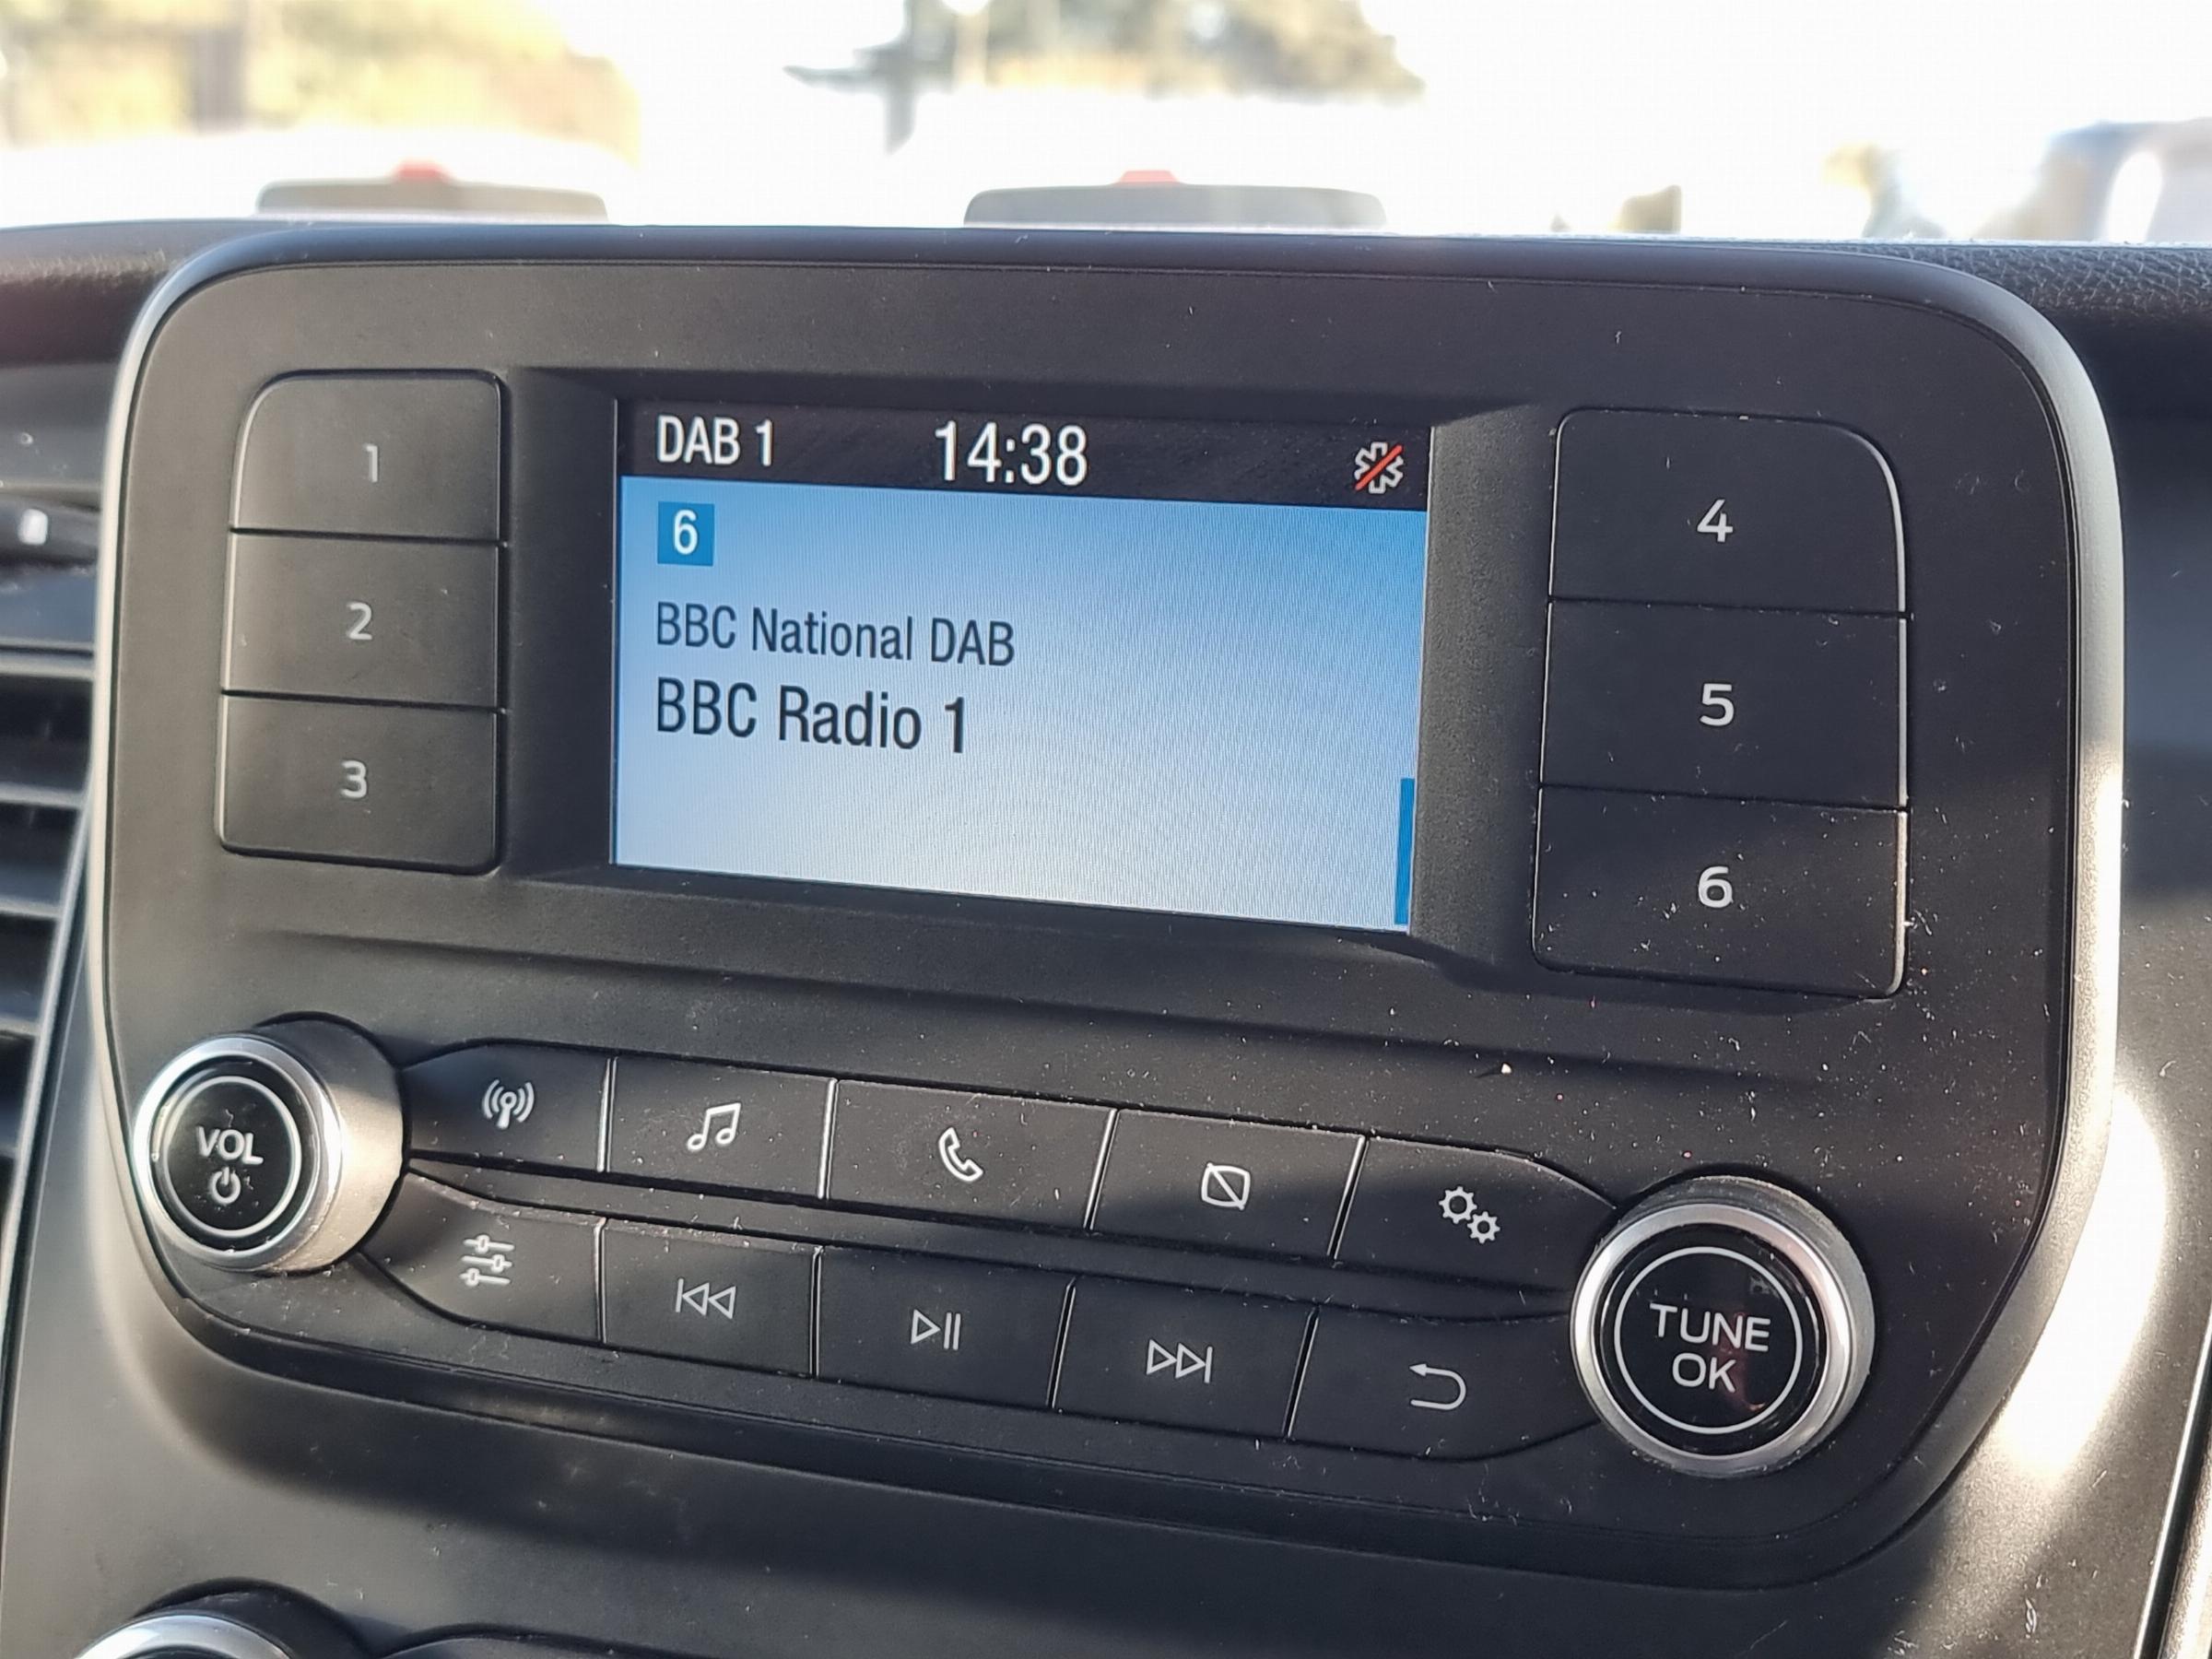 DAB 1 14:38
6
BBC National DAB
BBC Radio 1
1
2
3
4
5
6
VOL
TUNE
OK